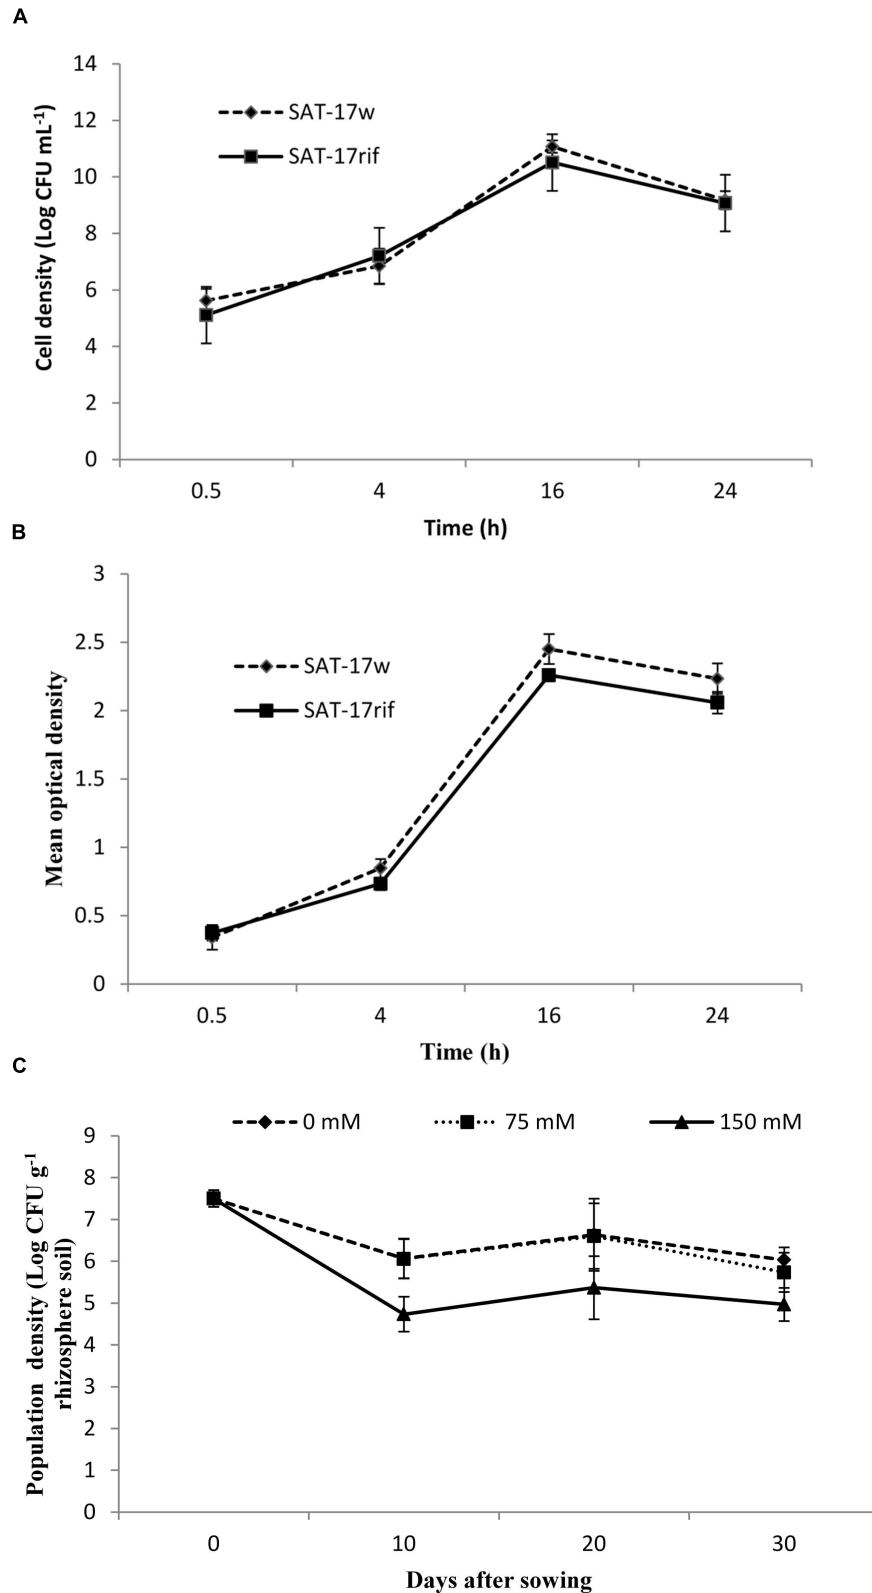 A
14
12
10
8
6
4
2
0
Cell density (Log CFU mL-1)
SAT-17w
SAT-17rif
0.5 4 16 24
Time (h)
B
3
2.5
2
1.5
1
0.5
0
Mean optical density
SAT-17w
SAT-17rif
0.5 4 16 24
Time (h)
C
0 mM 75 mM 150 mM
9
8
7
6
5
4
3
2
1
0
Population density (Log CFU g-1
rhizosphere soil)
0 10 20 30
Days after sowing